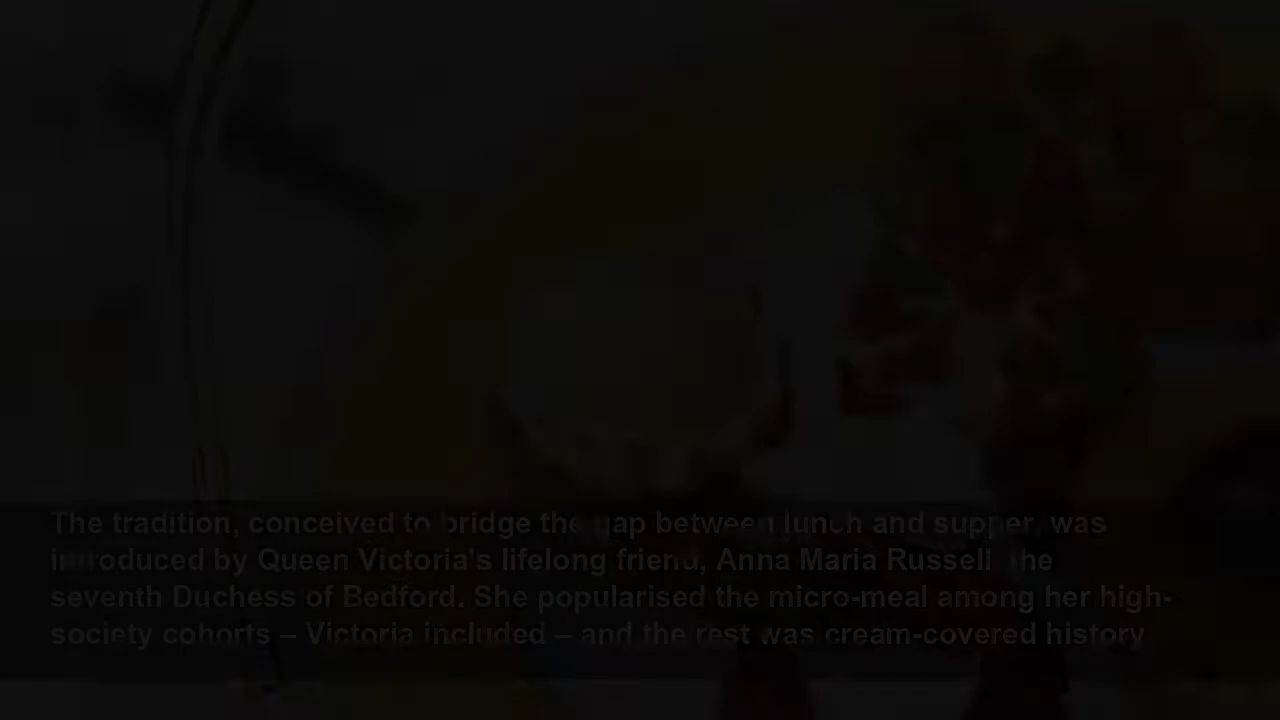 The tradition, conceived to bridge the gap between lunch and supper, was
introduced by Queen Victoria's lifelong friend, Anna Maria Russell the
seventh Duchess of Bedford. She popularised the micro-meal among her high-
society cohorts – Victoria included – and the rest was cream-covered history